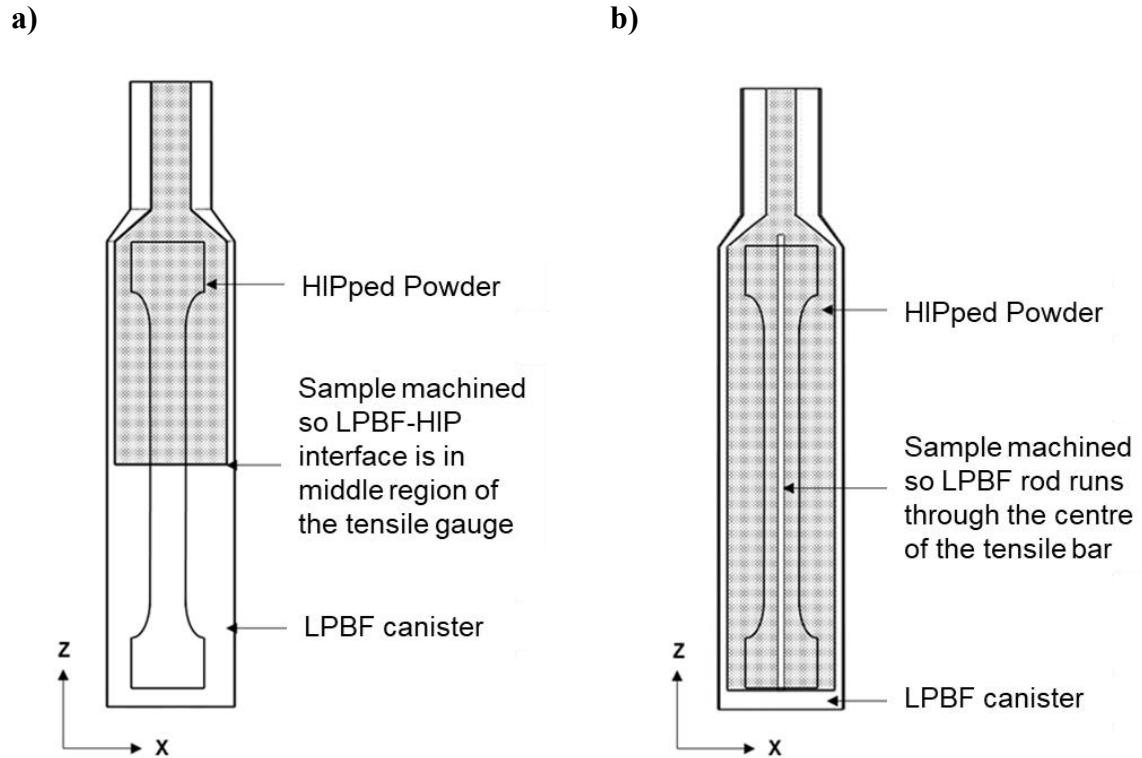 a)
b)
HIPped Powder
Sample machined
so LPBF-HIP
interface is in
middle region of
the tensile gauge
LPBF canister
Z
X
HIPped Powder
Sample machined
so LPBF rod runs
through the centre
of the tensile bar
LPBF canister
Z
X